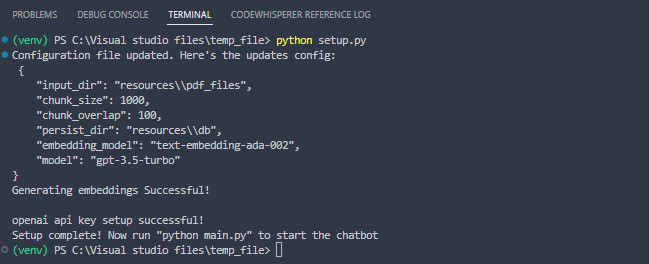 PROBLEMS DEBUG CONSOLE TERMINAL CODEWHISPERER REFERENCE LOG
(venv) PS C:\Visual studio files\temp_file> python setup.py
Configuration file updated. Here's the updates config:
{
"input_dir": "resources\\pdf_files",
"chunk_size": 1000,
"chunk_overlap": 100,
"persist_dir": "resources\\db",
"embedding_model": "text-embedding-ada-002",
"model": "gpt-3.5-turbo"
}
Generating embeddings Successful!
openai api key setup successful!
Setup complete! Now run "python main.py" to start the chatbot
(venv) PS C:\Visual studio files\temp_file>